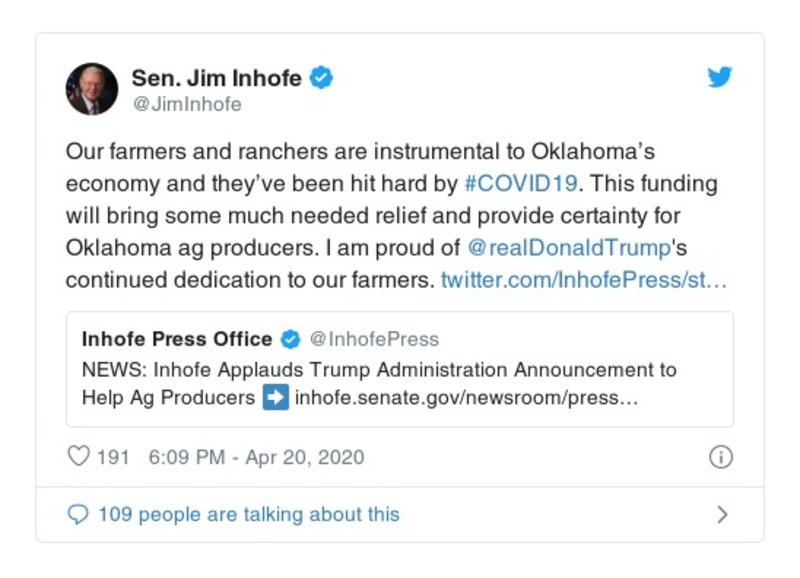 Sen. Jim Inhofe
@JimInhofe
Our farmers and ranchers are instrumental to Oklahoma’s
economy and they’ve been hit hard by #COVID19. This funding
will bring some much needed relief and provide certainty for
Oklahoma ag producers. I am proud of @realDonaldTrump's
continued dedication to our farmers. twitter.com/InhofePress/st…
Inhofe Press Office @InhofePress
NEWS: Inhofe Applauds Trump Administration Announcement to
Help Ag Producers ➡️ inhofe.senate.gov/newsroom/press…
191 6:09 PM - Apr 20, 2020
109 people are talking about this